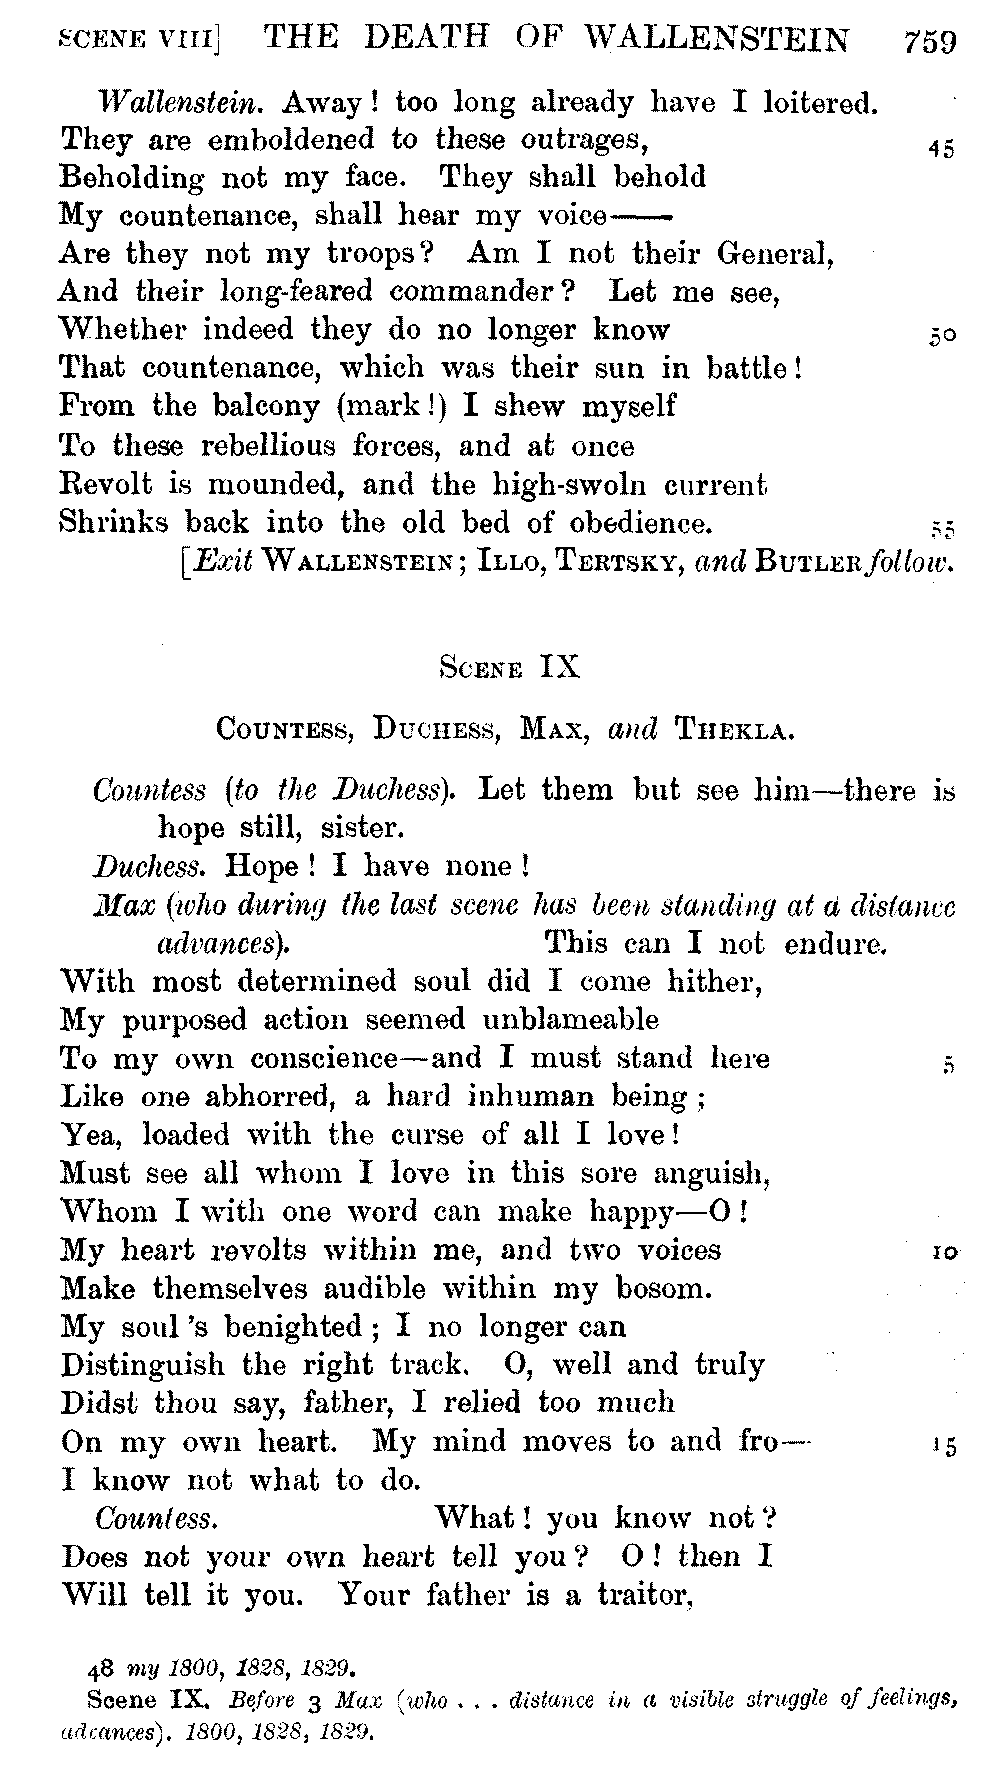 SCENE VIII] THE DEATH OF WALLENSTEIN 759
Wallenstein. Away! too long already have I loitered.
They are emboldened to these outrages, 45
Beholding not my face. They shall behold
My countenance, shall hear my voice——
Are they not my troops? Am I not their General,
And their long-feared commander? Let me see,
Whether indeed they do no longer know 50
That countenance, which was their sun in battle!
From the balcony (mark!) I shew myself
To these rebellious forces, and at once
Revolt is mounded, and the high-swoln current
Shrinks back into the old bed of obedience. 55
[Exit WALLENSTEIN; ILLO, TERTSKY, and BUTLER follow.
SCENE IX
COUNTESS, DUCHESS, MAX, and THEKLA.
Countess (to the Duchess). Let them but see him—there is
hope still, sister.
Duchess. Hope! I have none!
Max (who during the last scene has been standing at a distance
advances). This can I not endure.
With most determined soul did I come hither,
My purposed action seemed unblameable
To my own conscience—and I must stand here 5
Like one abhorred, a hard inhuman being;
Yea, loaded with the curse of all I love!
Must see all whom I love in this sore anguish,
Whom I with one word can make happy—O!
My heart revolts within me, and two voices 10
Make themselves audible within my bosom.
My soul's benighted; I no longer can
Distinguish the right track. O, well and truly
Didst thou say, father, I relied too much
On my own heart. My mind moves to and fro—
15
I know not what to do.
Countess. What! you know not?
Does not your own heart tell you? O! then I
Will tell it you. Your father is a traitor,
48 my 1800, 1828, 1829.
Scene IX. Before 3 Max (who . . . distance in a visible struggle of feelings,
advances). 1800, 1828, 1829.